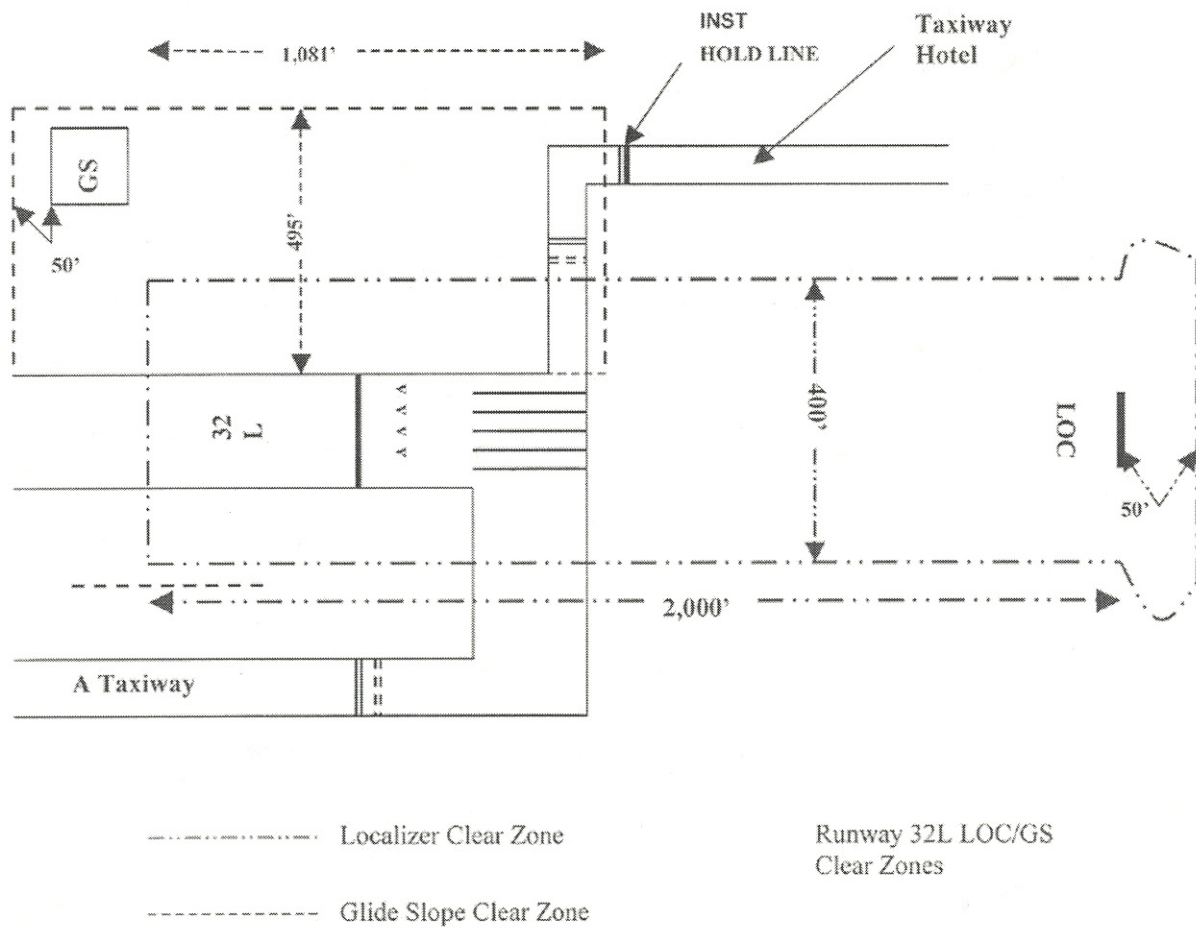 INST
HOLD LINE
Taxiway
Hotel
1,081'
GS
50'
495'
32
L
400'
LOC
50'
2,000'
A Taxiway
Localizer Clear Zone
Runway 32L LOC/GS
Clear Zones
Glide Slope Clear Zone